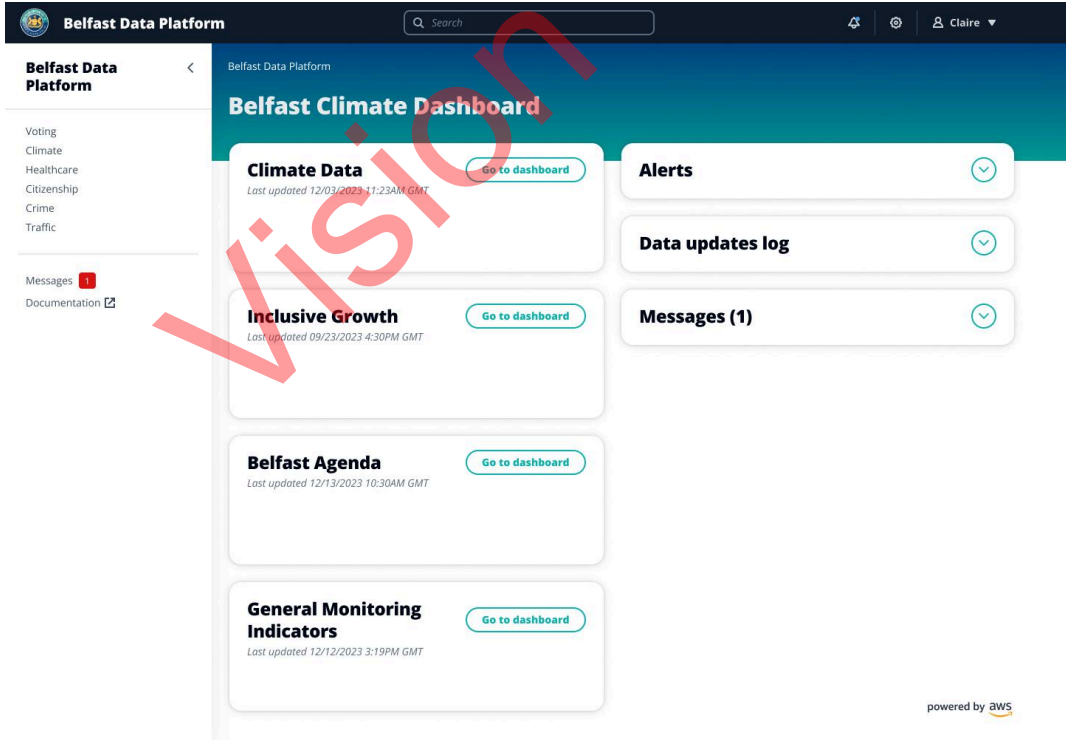 Belfast Data Platform
Search
Claire
Belfast Data
Platform
Voting
Climate
Healthcare
Citizenship
Crime
Traffic
Messages 1
Documentation
Belfast Data Platform
Belfast Climate Dashboard
Climate Data
Go to dashboard
Last updated 12/03/2023 11:23AM GMT
Inclusive Growth
Go to dashboard
Last updated 09/23/2023 4:30PM GMT
Belfast Agenda
Go to dashboard
Last updated 12/13/2023 10:30AM GMT
General Monitoring
Indicators
Go to dashboard
Last updated 12/12/2023 3:19PM GMT
Alerts
Data updates log
Messages (1)
powered by aws
Vision